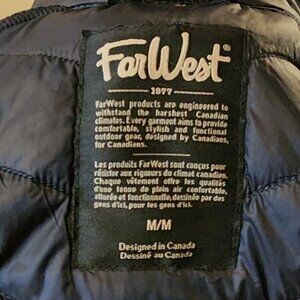 FarWest®
1977
FarWest products are engineered to
withstand the harshest Canadian
climates. Every garment aims to provide
comfortable, stylish and functional
outdoor gear, designed by Canadians,
for Canadians.
Les produits FarWest sont conçus pour
résister aux rigueurs du climat canadien.
Chaque vêtement offre les qualités
d'une tenue de plein air confortable,
allurée et fonctionnelle, dessinée par des
gens d'ici, pour les gens d'ici.
M/M
Designed in Canada
Dessiné au Canada